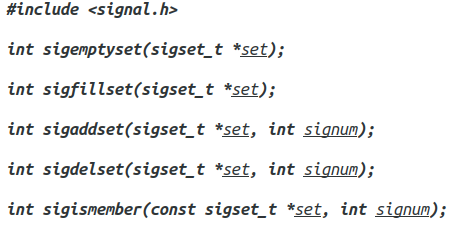 #include <signal.h>
int sigemptyset(sigset_t *set);
int sigfillset(sigset_t *set);
int sigaddset(sigset_t *set, int signum);
int sigdelset(sigset_t *set, int signum);
int sigismember(const sigset_t *set, int signum);